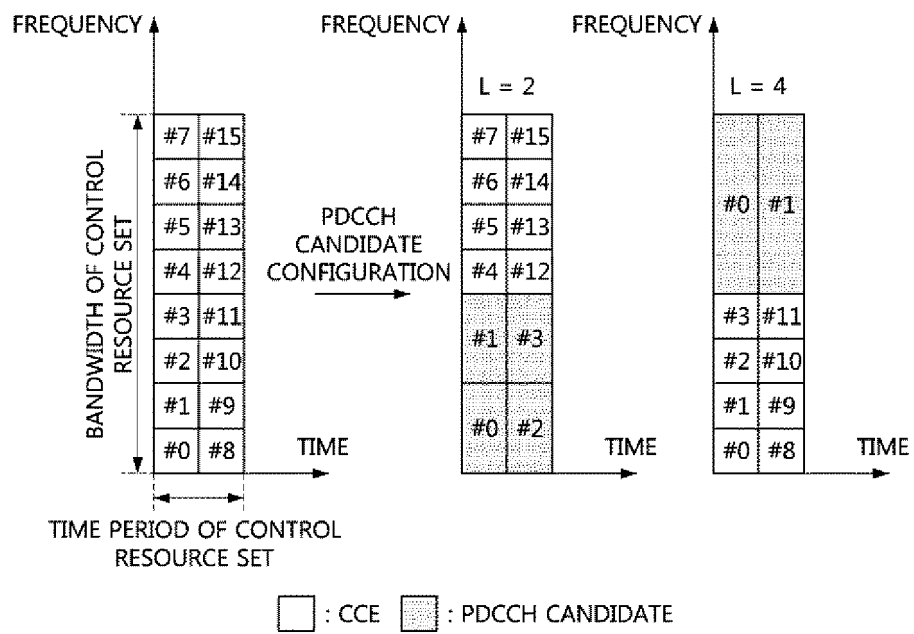 FREQUENCY FREQUENCY FREQUENCY
L = 2 L = 4
#7 #15 #7 #15
#6 #14 #6 #14
#5 #13 #5 #13 #0 #1
#4 #12 #4 #12
#3 #11 #1 #3 #3 #11
#2 #10 #2 #10
#1 #9 #0 #2 #1 #9
#0 #8 #0 #8
BANDWIDTH OF CONTROL
RESOURCE SET
PDCCH
CANDIDATE
CONFIGURATION
TIME TIME TIME
TIME PERIOD OF CONTROL
RESOURCE SET
: CCE : PDCCH CANDIDATE